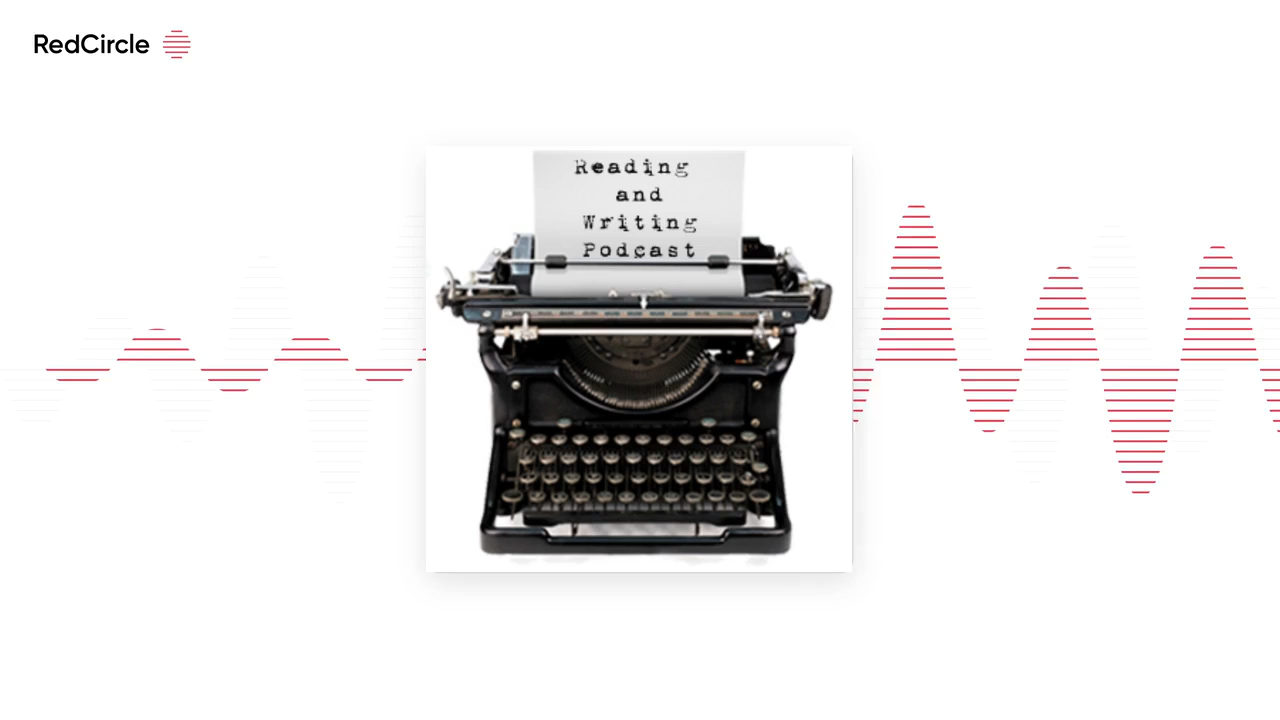 RedCircle
Reading
and
Writing
Podcast